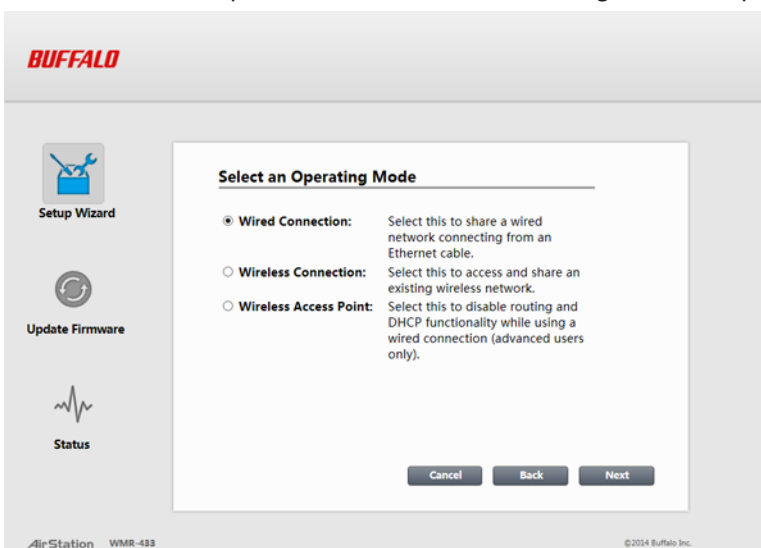 BUFFALO
Setup Wizard
Update Firmware
Status
Select an Operating Mode
Wired Connection: Select this to share a wired
network connecting from an
Ethernet cable.
Wireless Connection: Select this to access and share an
existing wireless network.
Wireless Access Point: Select this to disable routing and
DHCP functionality while using a
wired connection (advanced users
only).
Cancel Back Next
AirStation WMR-433
©2014 Buffalo Inc.